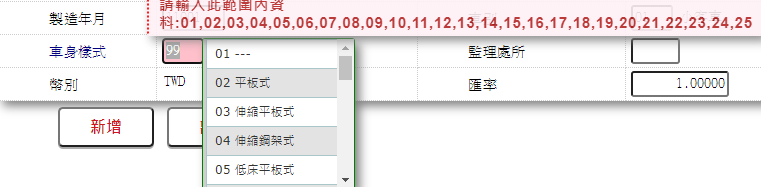 請輸入此範圍內資
料:01,02,03,04,05,06,07,08,09,10,11,12,13,14,15,16,17,18,19,20,21,22,23,24,25
製造年月
車身樣式 99 監理處所
01 ---
幣別 TWD 匯率 1.00000
02 平板式
03 伸縮平板式
新增
04 伸縮鋼架式
05 低床平板式